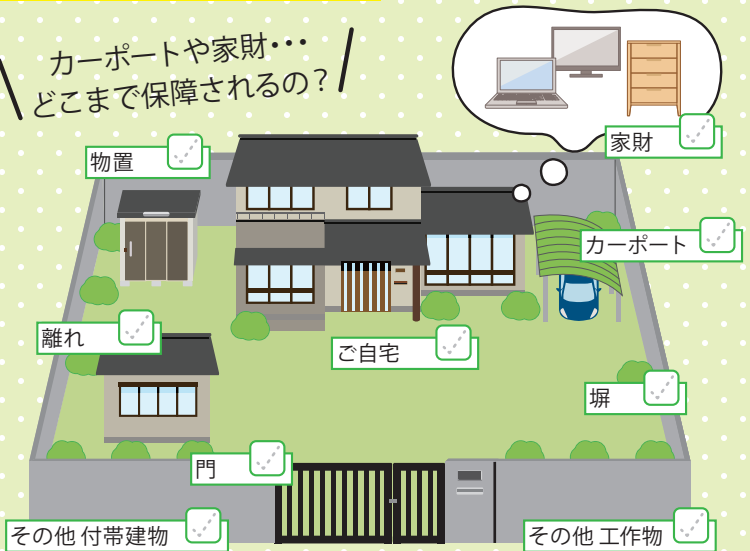 カーポートや家財･･･
どこまで保障されるの？
家財
物置
カーポート
離れ
ご自宅
塀
門
その他 付帯建物
その他 工作物